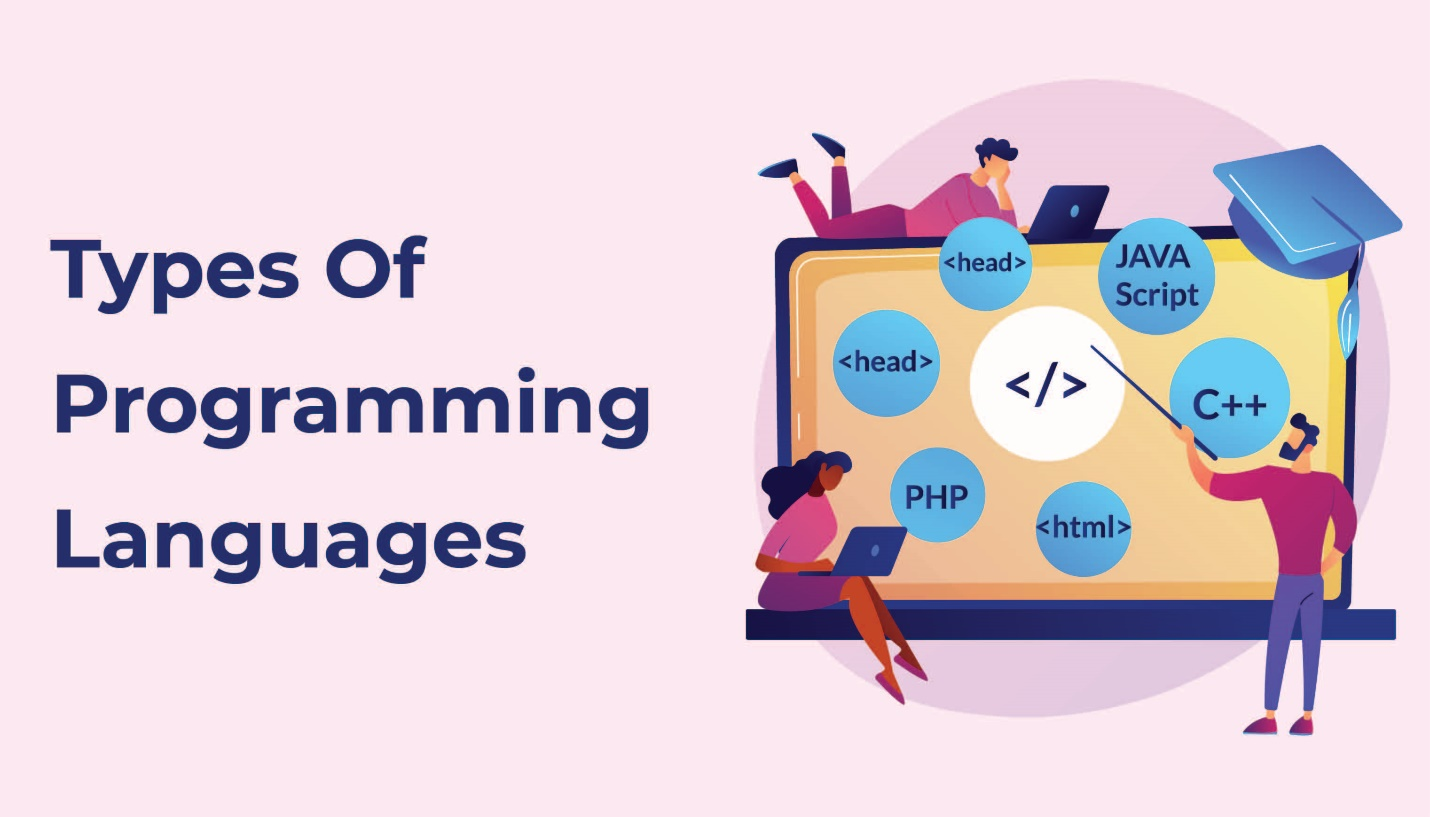 Types Of
Programming
Languages
<head>
JAVA
Script
<head>
</>
C++
PHP
<html>